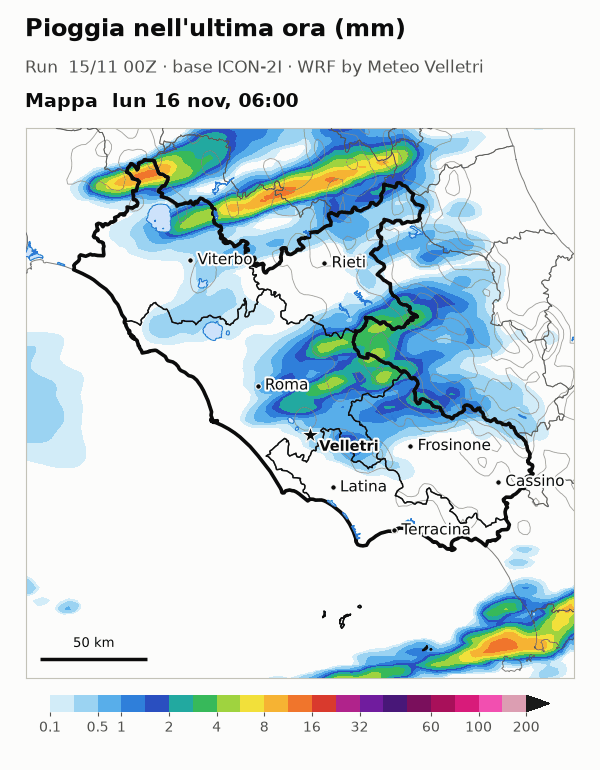 Pioggia nell'ultima ora (mm)
Run  15/11 00Z · base ICON-2I · WRF by Meteo Velletri
Mappa  lun 16 nov, 06:00
Viterbo
Rieti
Roma
Velletri
Frosinone
Cassino
Latina
Terracina
50 km
0.1 0.5 1 2 4 8 16 32 60 100 200